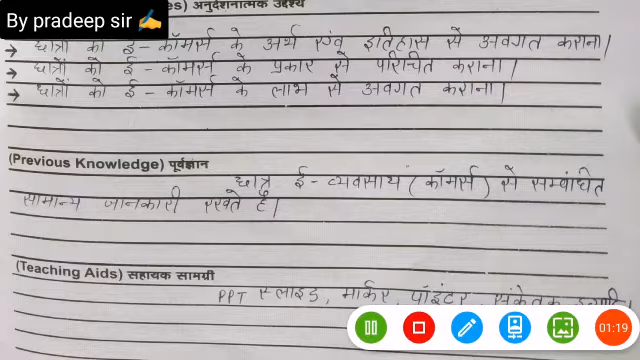 By pradeep sir ✍️
es) अनुदेशनात्मक उद्देश्य
→ छात्रों को ई-कॉमर्स के अर्थ एवं इतिहास से अवगत कराना।
→ छात्रों को ई-कॉमर्स के प्रकार से परिचित कराना।
→ छात्रों को ई-कॉमर्स के लाभ से अवगत कराना।
(Previous Knowledge) पूर्वज्ञान
छात्र ई-व्यवसाय (कॉमर्स) से सम्बंधित
सामान्य जानकारी रखते हैं।
(Teaching Aids) सहायक सामग्री
PPT स्लाइड, मार्कर, पॉइंटर, संकेतक
01:19